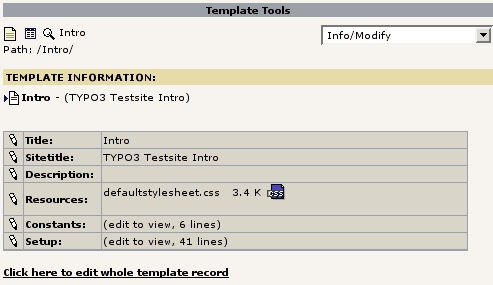 Template Tools
Intro
Info/Modify
Path: /Intro/
TEMPLATE INFORMATION:
Intro - (TYPO3 Testsite Intro)
Title: Intro
Sitetitle: TYPO3 Testsite Intro
Description:
Resources: defaultstylesheet.css 3.4 K css
Constants: (edit to view, 6 lines)
Setup: (edit to view, 41 lines)
Click here to edit whole template record